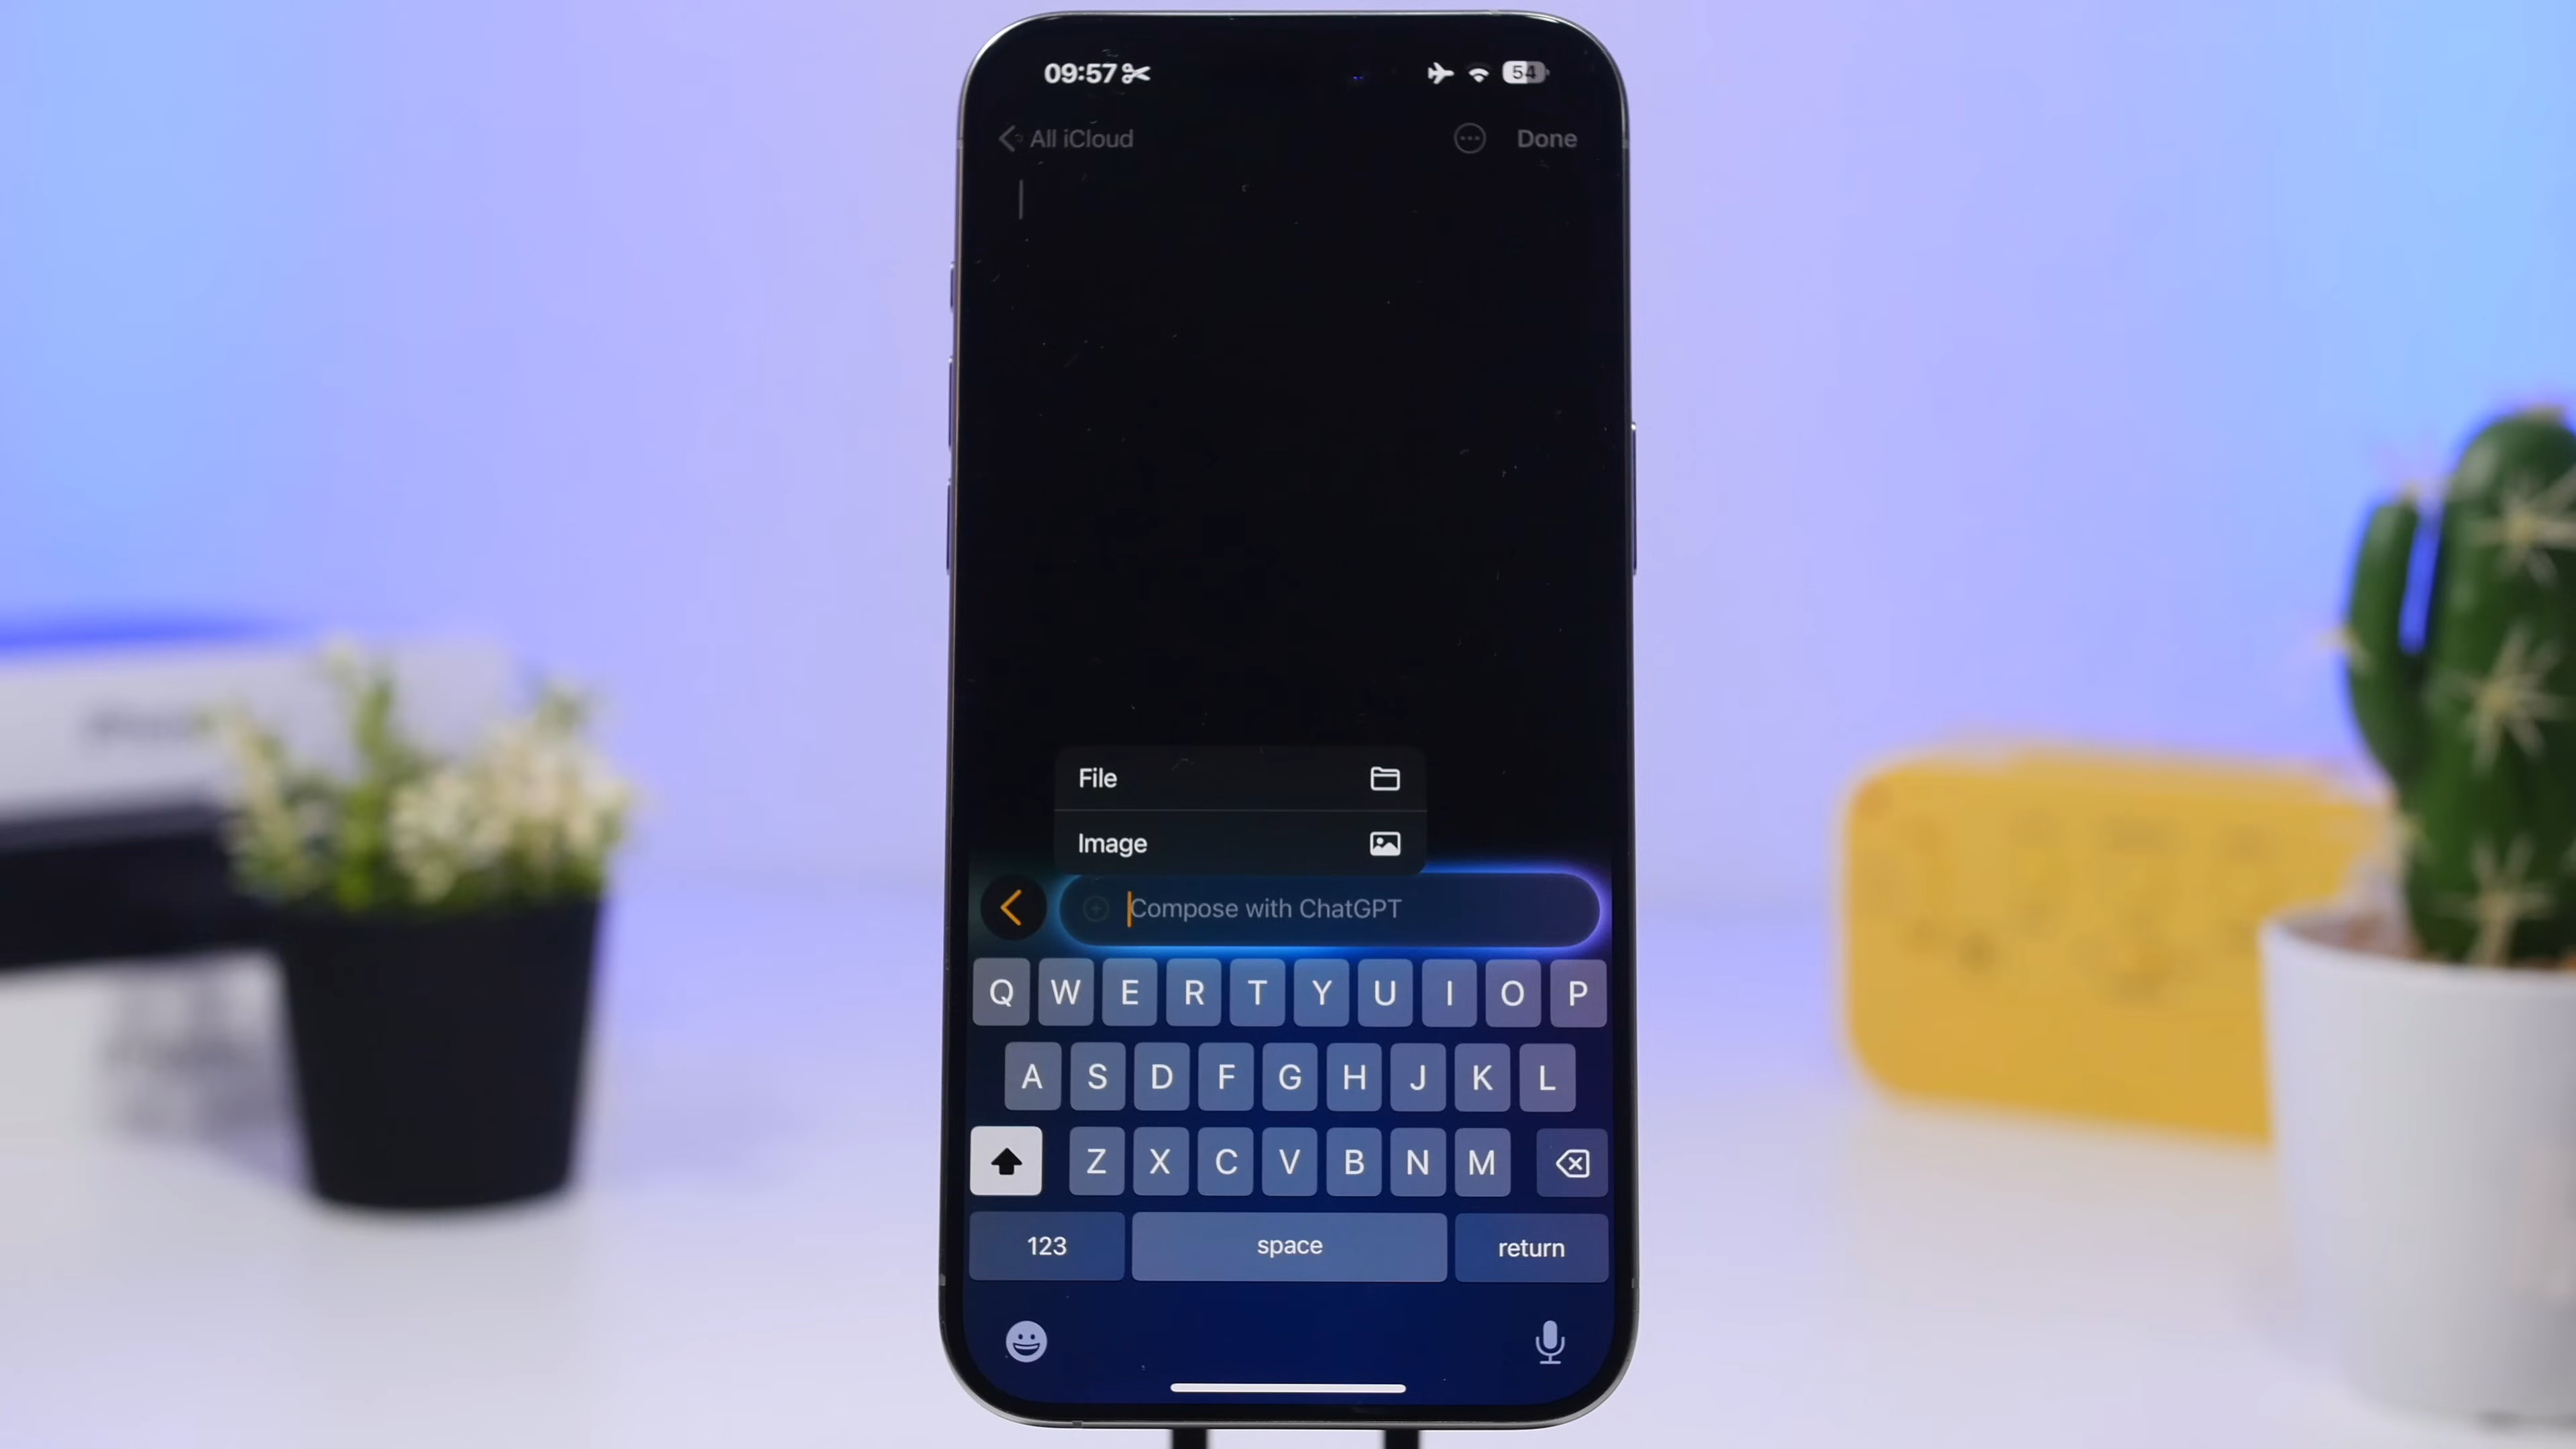 09:57 54
All iCloud Done
File
Image
Compose with ChatGPT
Q W E R T Y U I O P
A S D F G H J K L
Z X C V B N M
123 space return